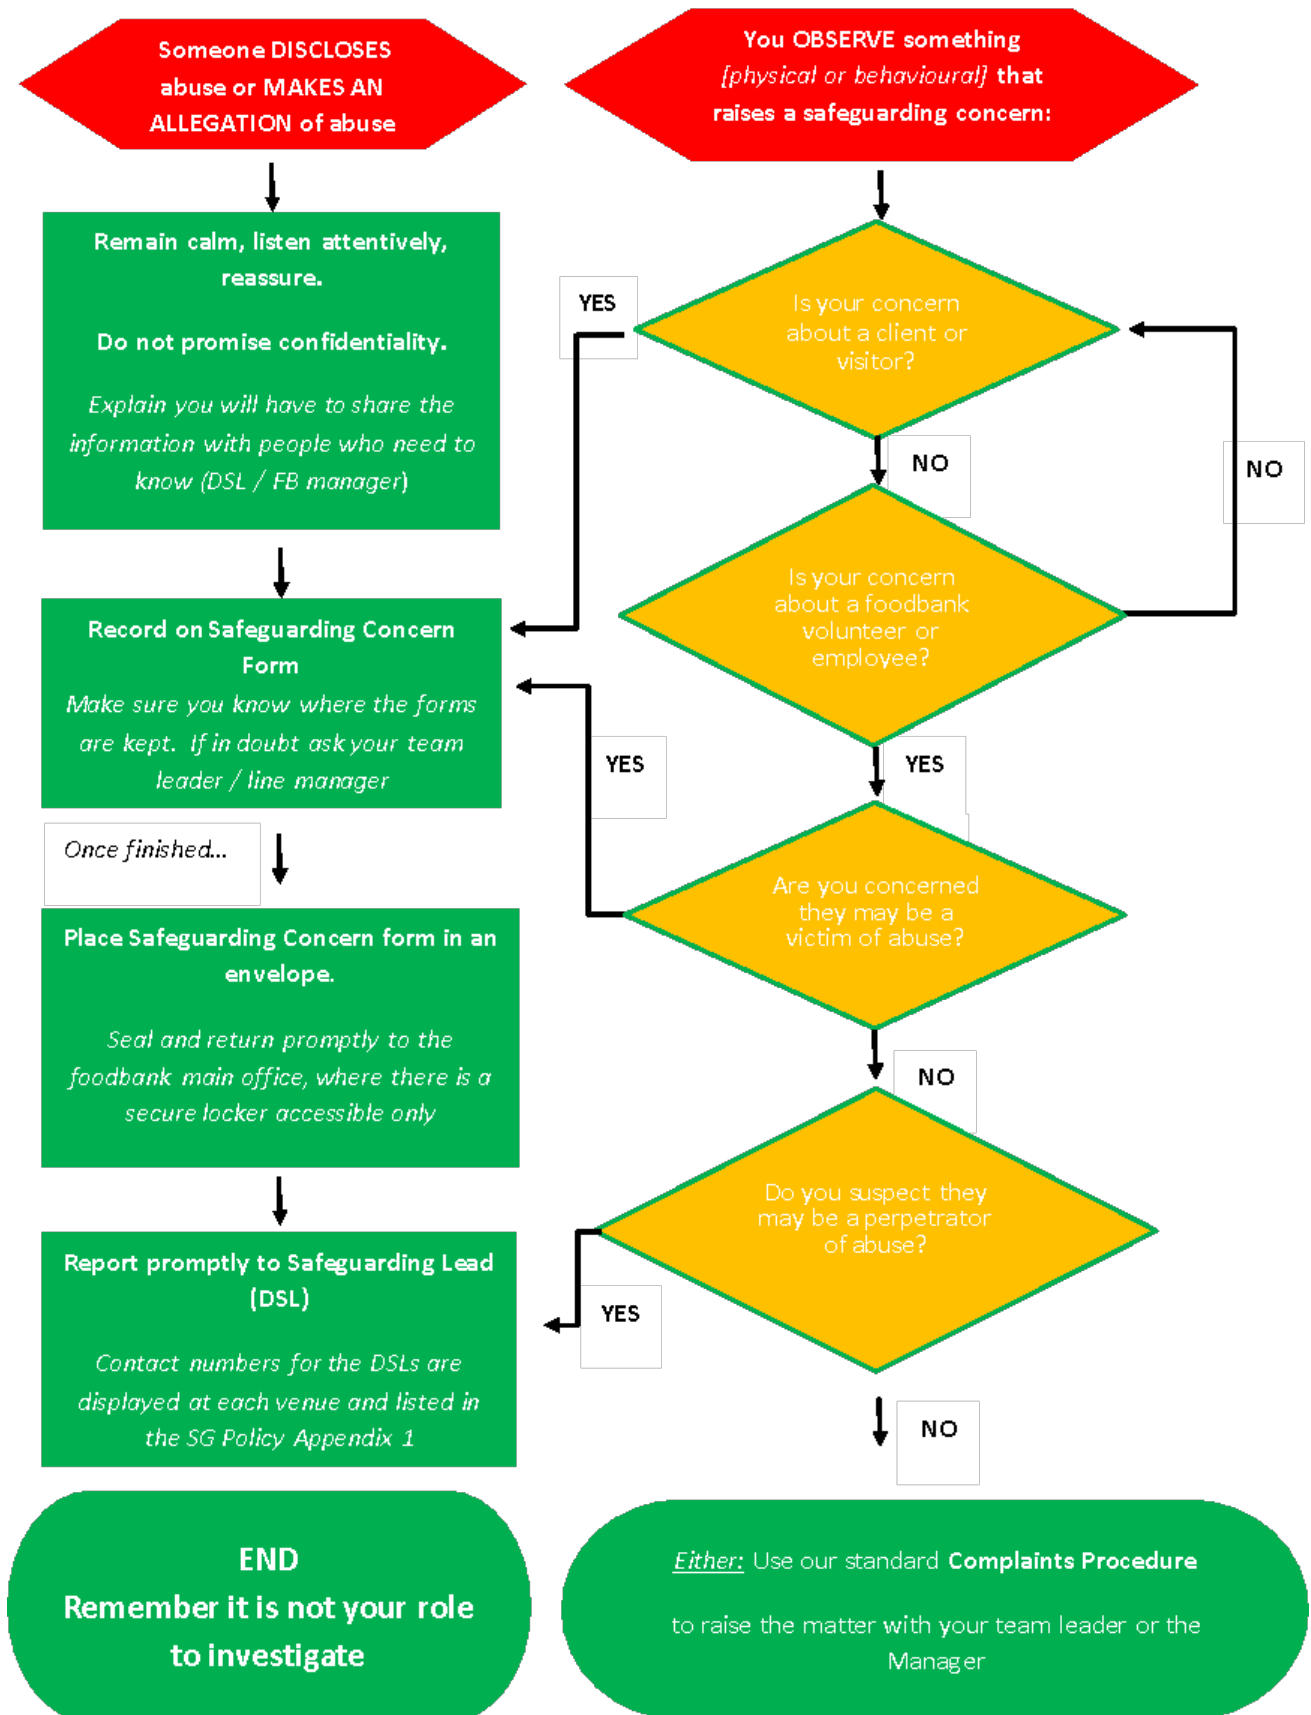 Someone DISCLOSES
abuse or MAKES AN
ALLEGATION of abuse
Remain calm, listen attentively,
reassure.
Do not promise confidentiality.
Explain you will have to share the
information with people who need to
know (DSL / FB manager)
Record on Safeguarding Concern
Form
Make sure you know where the forms
are kept. If in doubt ask your team
leader / line manager
Once finished...
Place Safeguarding Concern form in an
envelope.
Seal and return promptly to the
foodbank main office, where there is a
secure locker accessible only
Report promptly to Safeguarding Lead
(DSL)
Contact numbers for the DSLs are
displayed at each venue and listed in
the SG Policy Appendix 1
END
Remember it is not your role
to investigate
You OBSERVE something
[physical or behavioural] that
raises a safeguarding concern:
Is your concern
about a client or
visitor?
YES
NO
NO
Is your concern
about a foodbank
volunteer or
employee?
YES
YES
Are you concerned
they may be a
victim of abuse?
NO
Do you suspect they
may be a perpetrator
of abuse?
YES
NO
Either: Use our standard Complaints Procedure
to raise the matter with your team leader or the
Manager